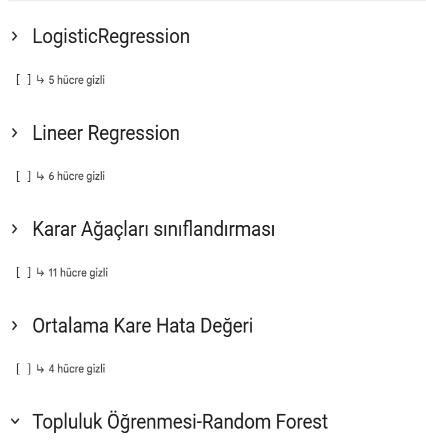 LogisticRegression
[ ] ↳ 5 hücre gizli
Lineer Regression
[ ] ↳ 6 hücre gizli
Karar Ağaçları sınıflandırması
[ ] ↳ 11 hücre gizli
Ortalama Kare Hata Değeri
[ ] ↳ 4 hücre gizli
Topluluk Öğrenmesi-Random Forest